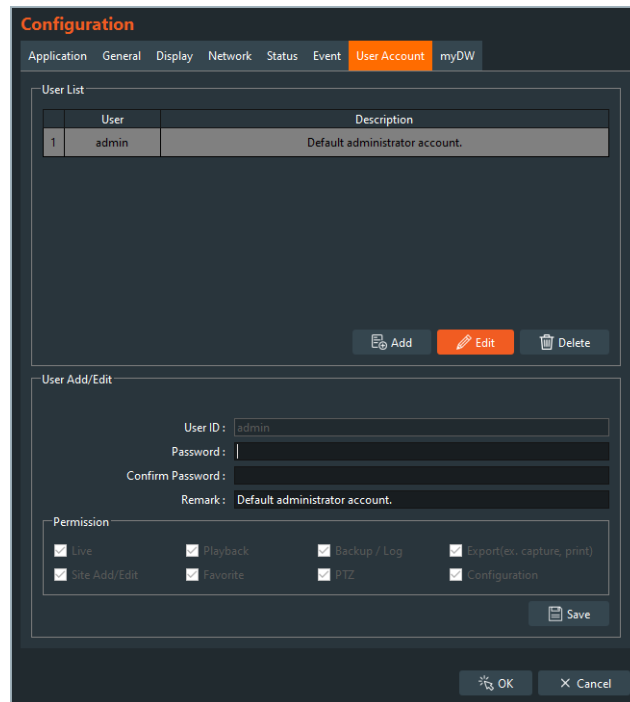 Configuration
Application General Display Network Status Event User Account myDW
User List
User Description
1 admin Default administrator account.
Add Edit Delete
User Add/Edit
User ID : admin
Password :
Confirm Password :
Remark : Default administrator account.
Permission
Live Playback Backup / Log Export(ex. capture, print)
Site Add/Edit Favorite PTZ Configuration
Save
OK Cancel